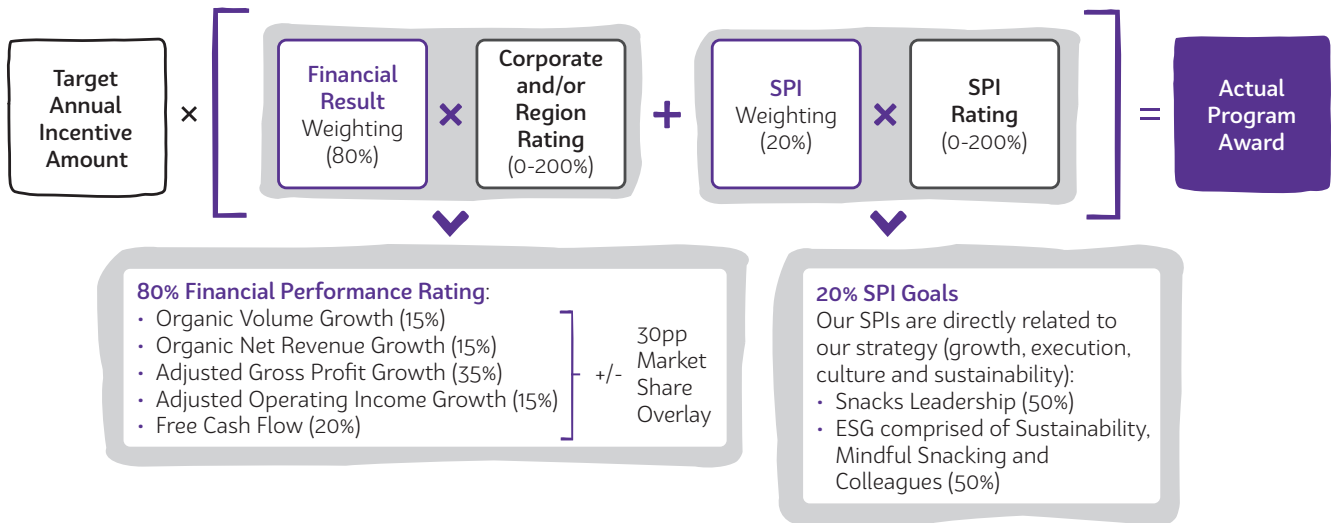 Target
Annual
Incentive
Amount
×
Financial
Result
Weighting
(80%)
×
Corporate
and/or
Region
Rating
(0-200%)
+
SPI
Weighting
(20%)
×
SPI
Rating
(0-200%)
=
Actual
Program
Award
80% Financial Performance Rating:
• Organic Volume Growth (15%)
• Organic Net Revenue Growth (15%)
• Adjusted Gross Profit Growth (35%)
• Adjusted Operating Income Growth (15%)
• Free Cash Flow (20%)
+/-
30pp
Market
Share
Overlay
20% SPI Goals
Our SPIs are directly related to
our strategy (growth, execution,
culture and sustainability):
• Snacks Leadership (50%)
• ESG comprised of Sustainability,
Mindful Snacking and
Colleagues (50%)